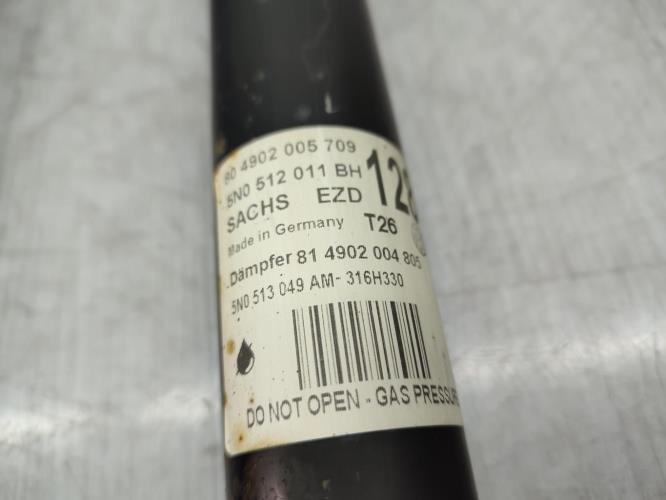 80 4902 005 709
5N0 512 011 BH
SACHS EZD
Made in Germany T26
Dämpfer 81 4902 004 805
5N0 513 049 AM- 316H330
DO NOT OPEN - GAS PRESSURE